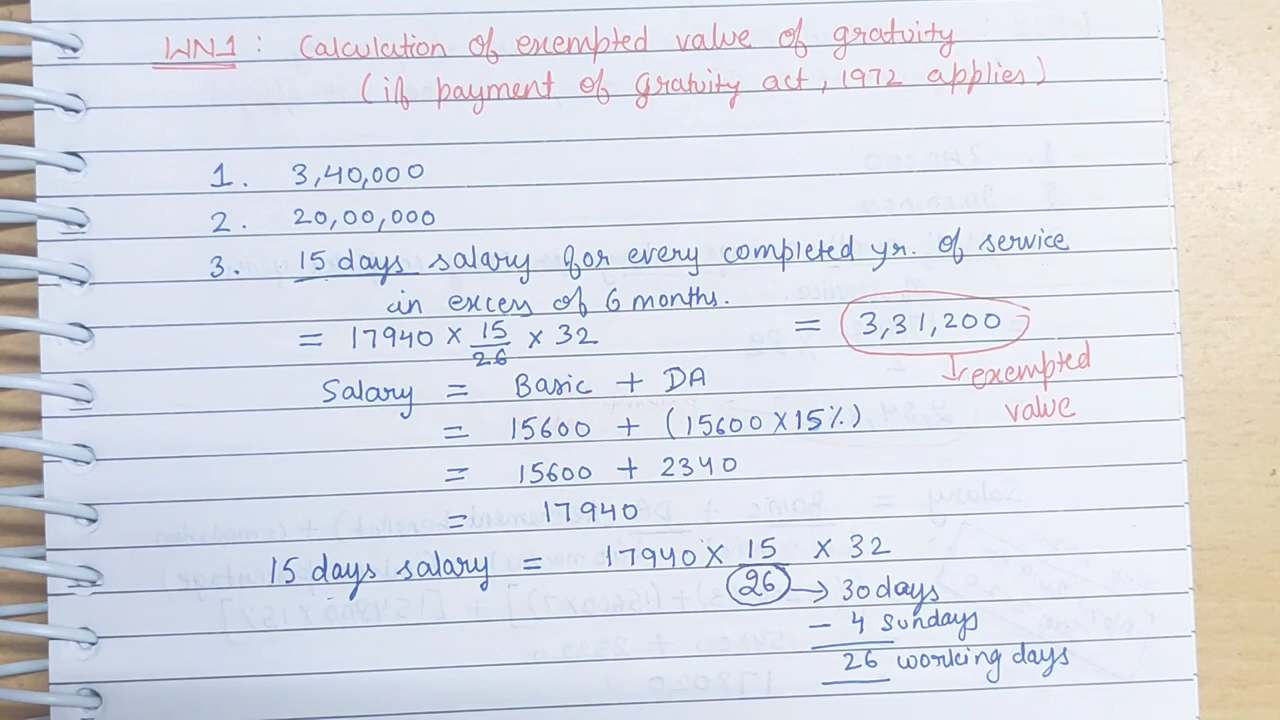 WN1 : Calculation of exempted value of gratuity
(if payment of gratuity act, 1972 applies)
1. 3,40,000
2. 20,00,000
3. 15 days salary for every completed yr. of service
in excess of 6 months.
= 17940 × 15/26 × 32 = 3,31,200
→ exempted value
Salary = Basic + DA
= 15600 + (15600 × 15%)
= 15600 + 2340
= 17940
15 days salary = 17940 × 15/26 × 32
→ 30 days
- 4 sundays
26 working days